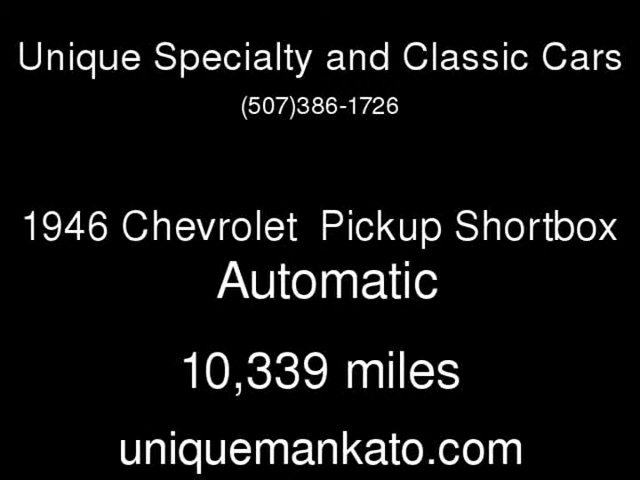 Unique Specialty and Classic Cars
(507)386-1726
1946 Chevrolet  Pickup Shortbox
Automatic
10,339 miles
uniquemankato.com